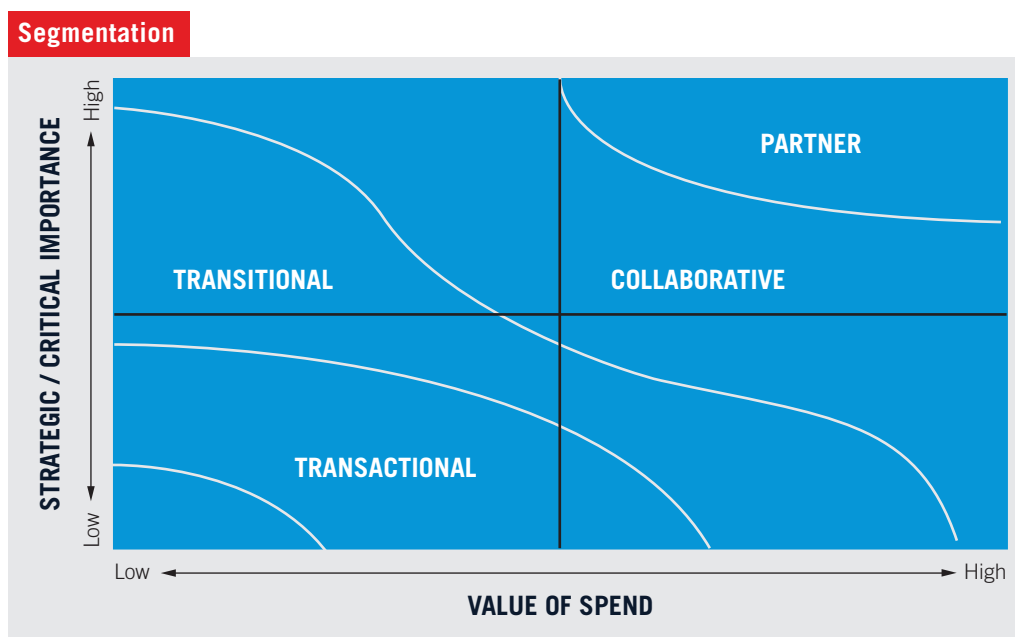 Segmentation
High
STRATEGIC / CRITICAL IMPORTANCE
Low
PARTNER
TRANSITIONAL
COLLABORATIVE
TRANSACTIONAL
Low
High
VALUE OF SPEND